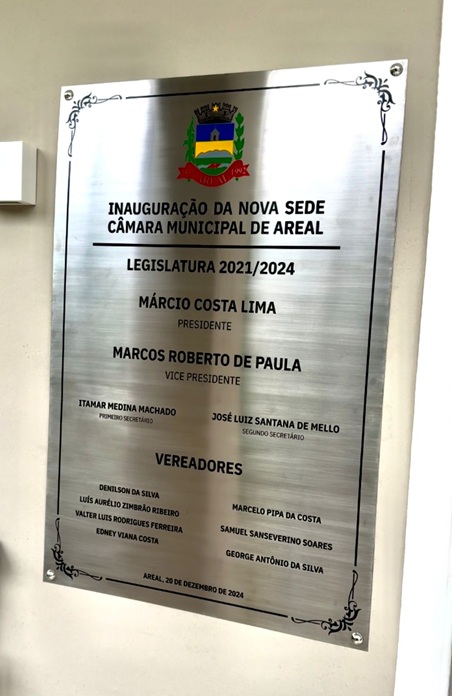 AREAL 1992
INAUGURAÇÃO DA NOVA SEDE
CÂMARA MUNICIPAL DE AREAL
LEGISLATURA 2021/2024
MÁRCIO COSTA LIMA
PRESIDENTE
MARCOS ROBERTO DE PAULA
VICE PRESIDENTE
ITAMAR MEDINA MACHADO
PRIMEIRO SECRETÁRIO
JOSÉ LUIZ SANTANA DE MELLO
SEGUNDO SECRETÁRIO
VEREADORES
DENILSON DA SILVA
LUÍS AURÉLIO ZIMBRÃO RIBEIRO
VALTER LUIS RODRIGUES FERREIRA
EDNEY VIANA COSTA
MARCELO PIPA DA COSTA
SAMUEL SANSEVERINO SOARES
GEORGE ANTÔNIO DA SILVA
AREAL, 20 DE DEZEMBRO DE 2024